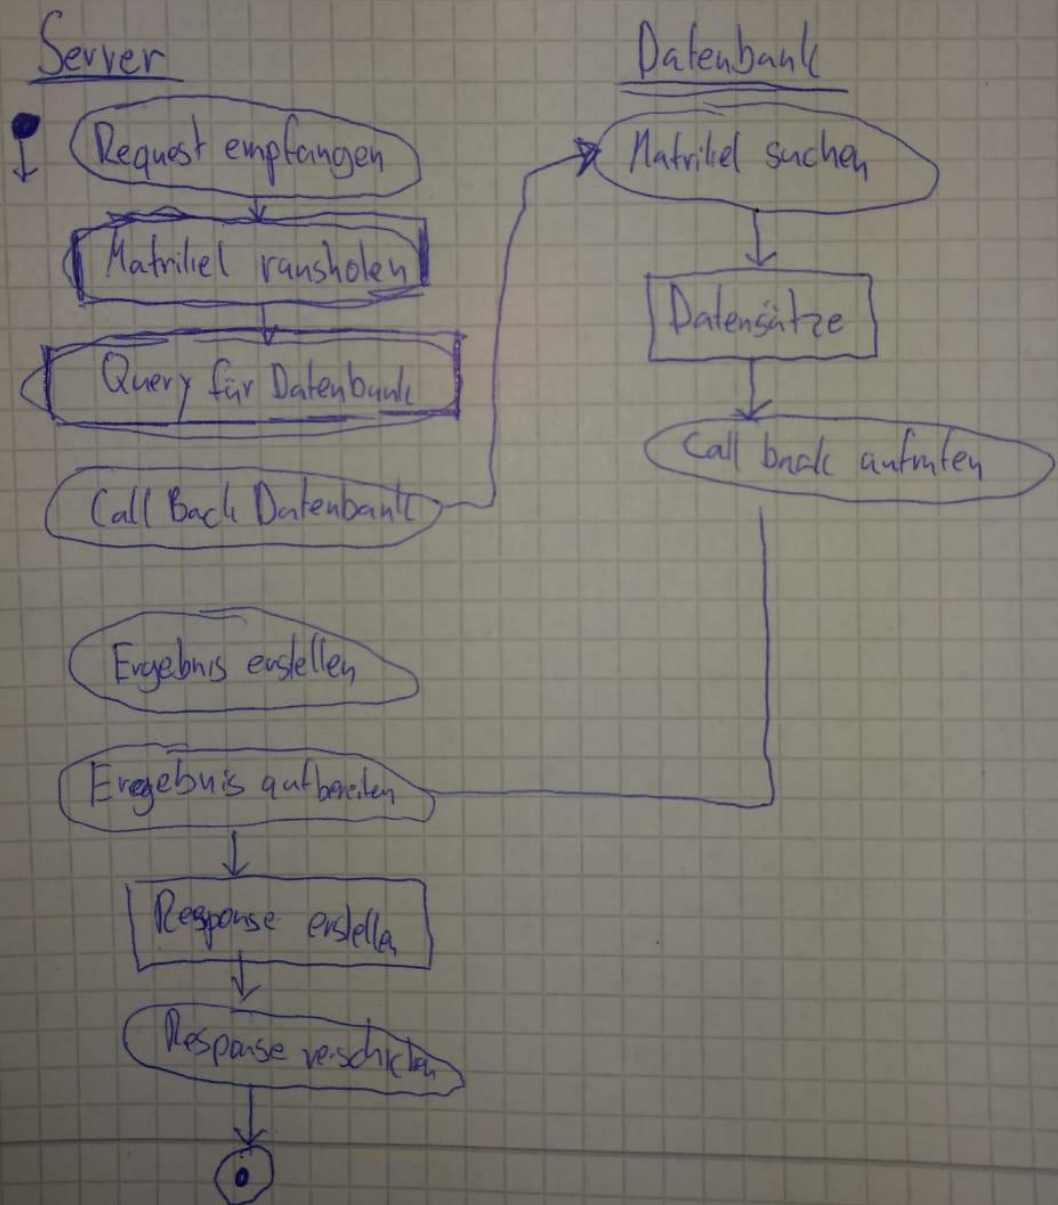 Server
Request empfangen
Matrikel rausholen
Query für Datenbank
Call Back Datenbank
Ergebnis erstellen
Eregebnis aufbereiten
Response erstellen
Response verschicken
Datenbank
Matrikel suchen
Datensätze
Call back aufrufen